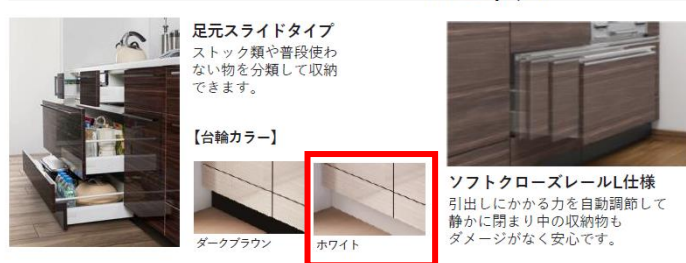 足元スライドタイプ
ストック類や普段使わ
ない物を分類して収納
できます。
【台輪カラー】
ダークブラウン
ホワイト
ソフトクローズレールL仕様
引出しにかかる力を自動調節して
静かに閉まり中の収納物も
ダメージがなく安心です。